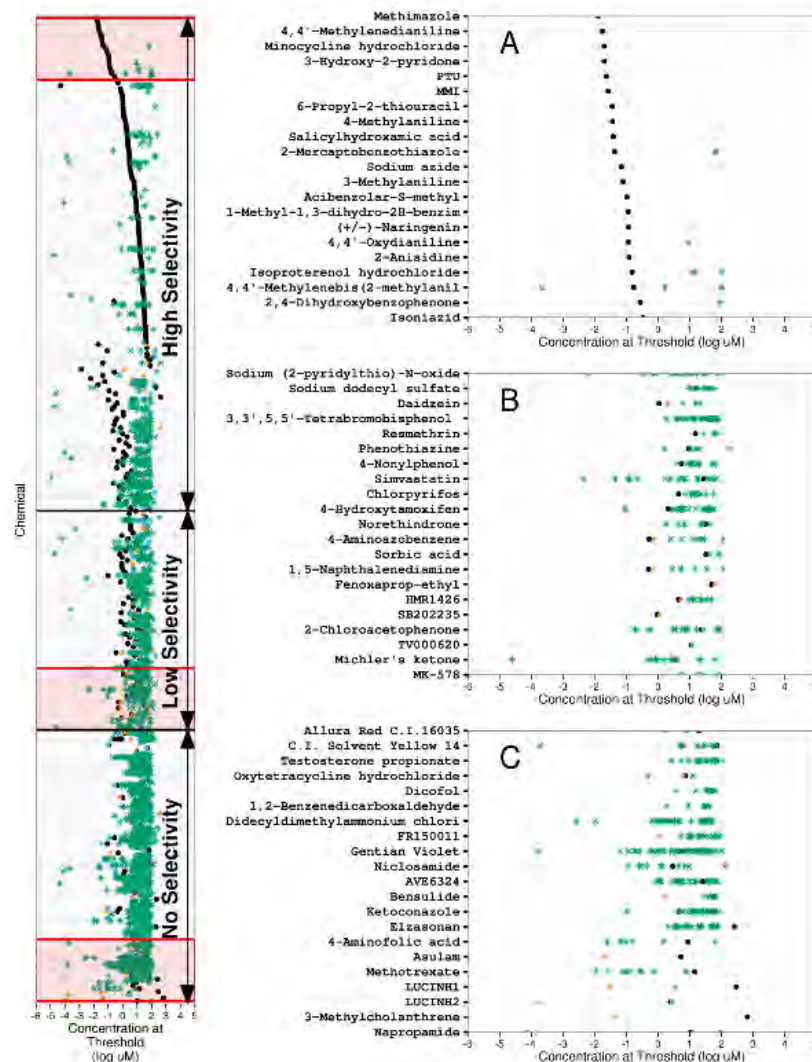 Chemical
High Selectivity
Low Selectivity
No Selectivity
-6 -5 -4 -3 -2 -1 0 1 2 3 4 5
Concentration at
Threshold
(log uM)
A
Methimazole
4,4'-Methylenedianiline
Minocycline hydrochloride
3-Hydroxy-2-pyridone
PTU
MMI
6-Propyl-2-thiouracil
4-Methylaniline
Salicylhydroxamic acid
2-Mercaptobenzothiazole
Sodium azide
3-Methylaniline
Acibenzolar-S-methyl
1-Methyl-1,3-dihydro-2H-benzim
(+/-)-Naringenin
4,4'-Oxydianiline
2-Anisidine
Isoproterenol hydrochloride
4,4'-Methylenebis(2-methylanil
2,4-Dihydroxybenzophenone
Isoniazid
-6 -5 -4 -3 -2 -1 0 1 2 3 4 5
Concentration at Threshold (log uM)
B
Sodium (2-pyridylthio)-N-oxide
Sodium dodecyl sulfate
Daidzein
3,3',5,5'-Tetrabromobisphenol
Resmethrin
Phenothiazine
4-Nonylphenol
Simvastatin
Chlorpyrifos
4-Hydroxytamoxifen
Norethindrone
4-Aminoazobenzene
Sorbic acid
1,5-Naphthalenediamine
Fenoxaprop-ethyl
HMR1426
SB202235
2-Chloroacetophenone
TV000620
Michler's ketone
MK-578
-6 -5 -4 -3 -2 -1 0 1 2 3 4 5
Concentration at Threshold (log uM)
C
Allura Red C.I.16035
C.I. Solvent Yellow 14
Testosterone propionate
Oxytetracycline hydrochloride
Dicofol
1,2-Benzenedicarboxaldehyde
Didecyldimethylammonium chlori
FR150011
Gentian Violet
Niclosamide
AVE6324
Bensulide
Ketoconazole
Elzasonan
4-Aminofolic acid
Asulam
Methotrexate
LUCINH1
LUCINH2
3-Methylcholanthrene
Napropamide
-6 -5 -4 -3 -2 -1 0 1 2 3 4 5
Concentration at Threshold (log uM)